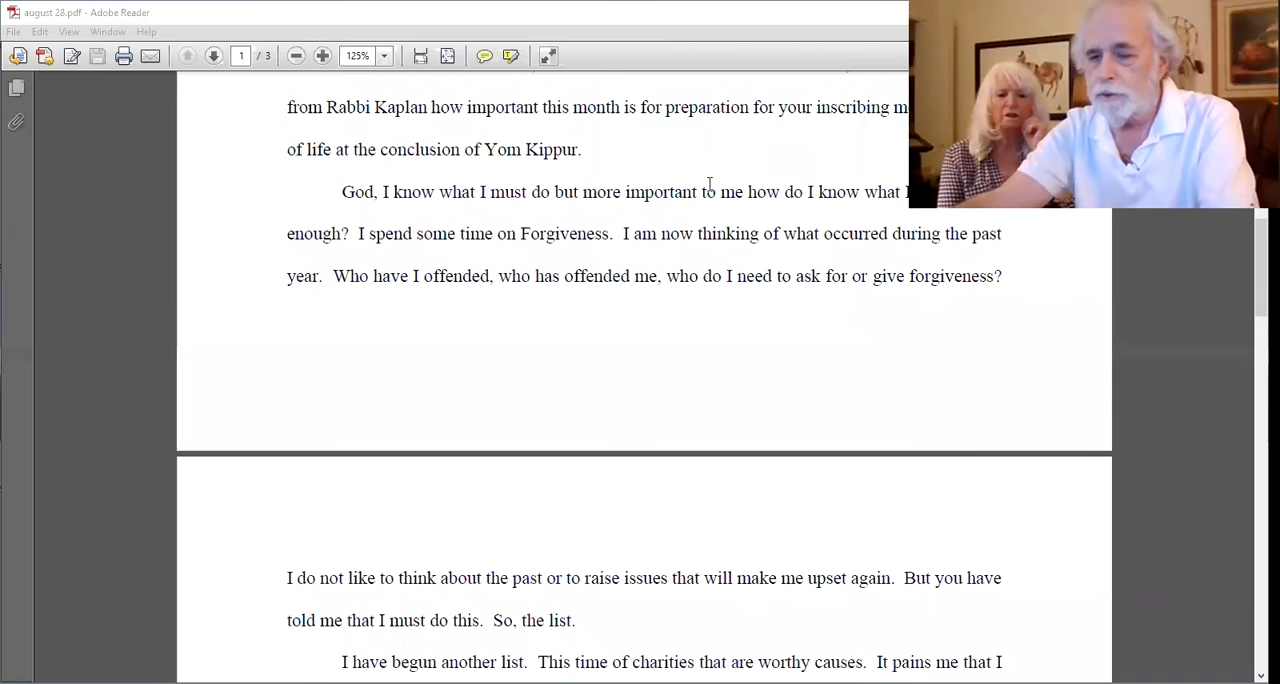 august 28.pdf - Adobe Reader
File Edit View Window Help
1 / 3 125%
from Rabbi Kaplan how important this month is for preparation for your inscribing
of life at the conclusion of Yom Kippur.
God, I know what I must do but more important to me how do I know what
enough? I spend some time on Forgiveness. I am now thinking of what occurred during the past
year. Who have I offended, who has offended me, who do I need to ask for or give forgiveness?
I do not like to think about the past or to raise issues that will make me upset again. But you have
told me that I must do this. So, the list.
I have begun another list. This time of charities that are worthy causes. It pains me that I